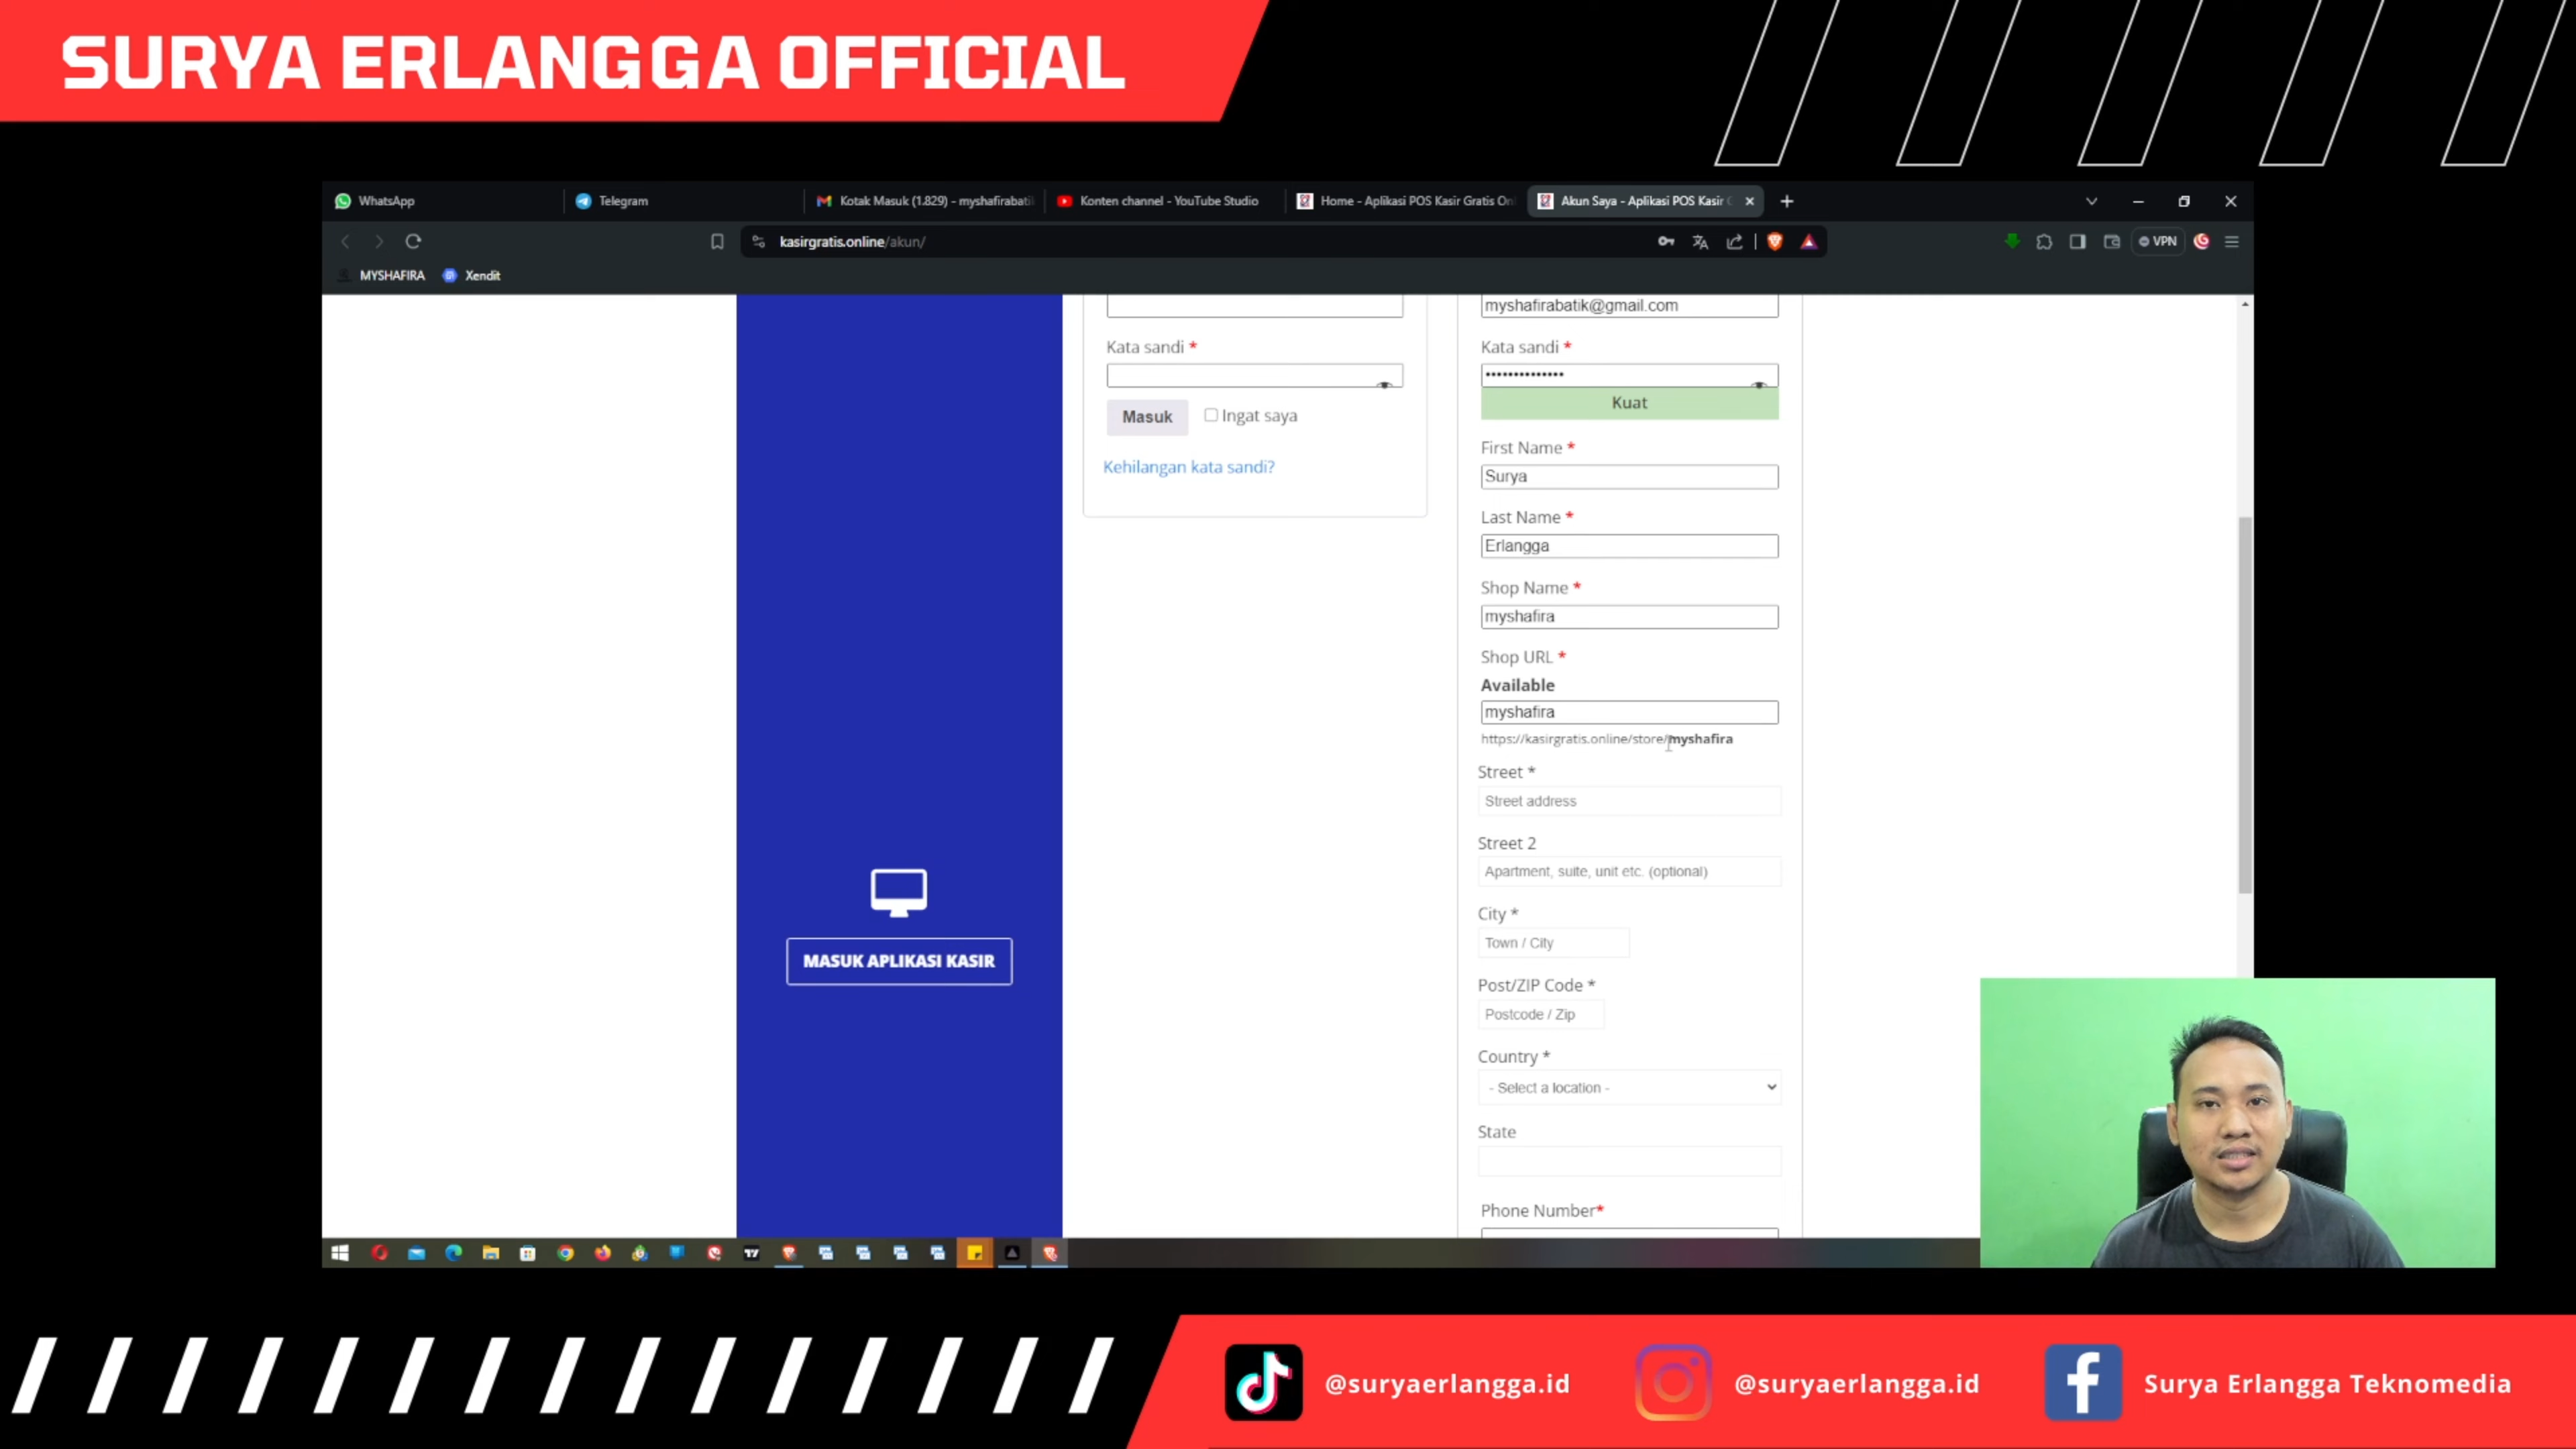 SURYA ERLANGGA OFFICIAL
WhatsApp
Telegram
Kotak Masuk (1.829) - myshafirabati
Konten channel - YouTube Studio
Home - Aplikasi POS Kasir Gratis On
Akun Saya - Aplikasi POS Kasir
kasirgratis.online/akun/
VPN
MYSHAFIRA
Xendit
Kata sandi *
Masuk
Ingat saya
Kehilangan kata sandi?
MASUK APLIKASI KASIR
myshafirabatik@gmail.com
Kata sandi *
Kuat
First Name *
Surya
Last Name *
Erlangga
Shop Name *
myshafira
Shop URL *
Available
myshafira
https://kasirgratis.online/store/myshafira
Street *
Street address
Street 2
Apartment, suite, unit etc. (optional)
City *
Town / City
Post/ZIP Code *
Postcode / Zip
Country *
- Select a location -
State
Phone Number*
@suryaerlangga.id
@suryaerlangga.id
Surya Erlangga Teknomedia